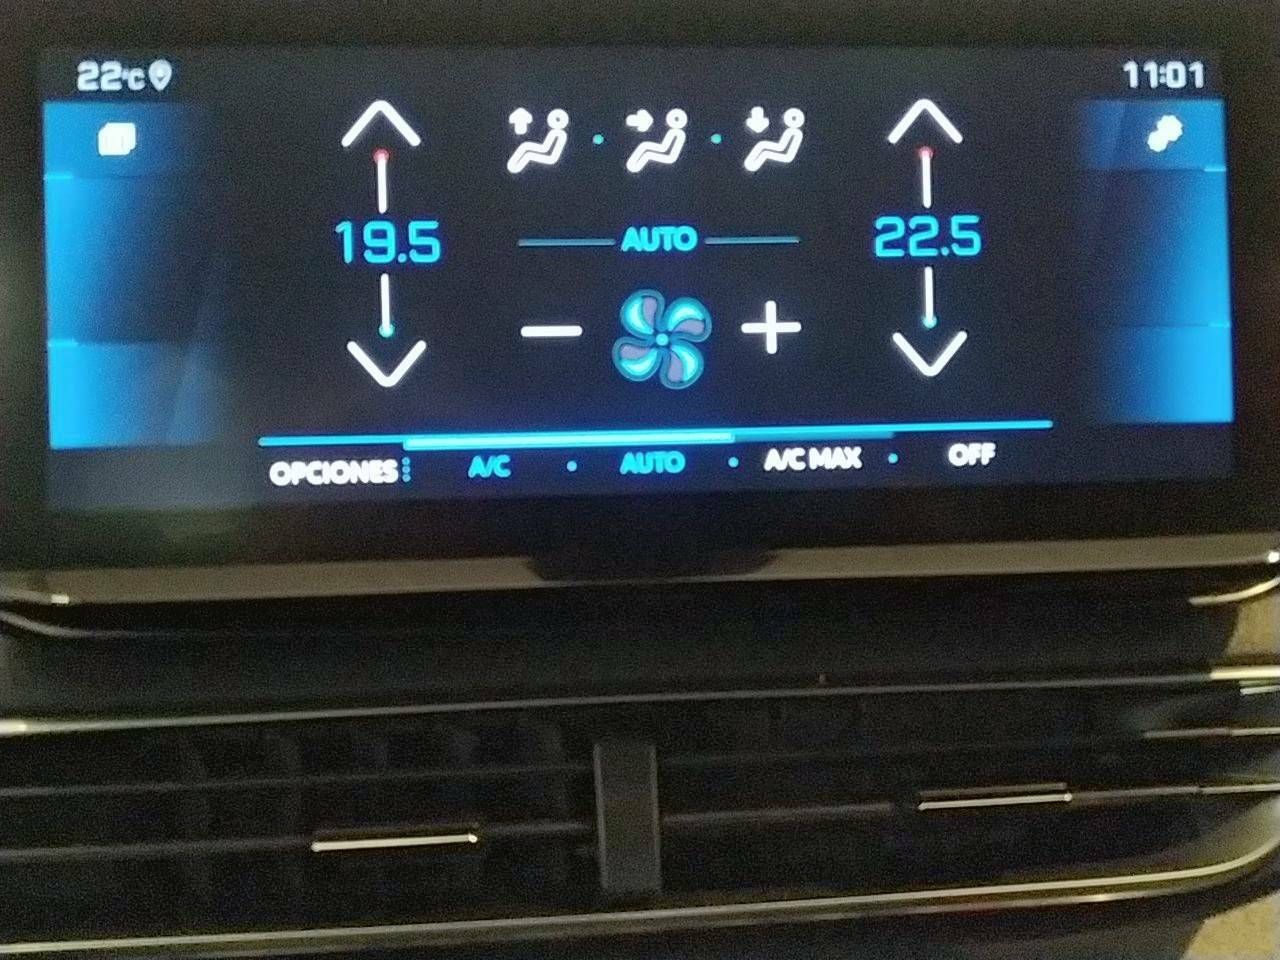 22°C
11:01
19.5
AUTO
22.5
OPCIONES A/C AUTO A/C MAX OFF